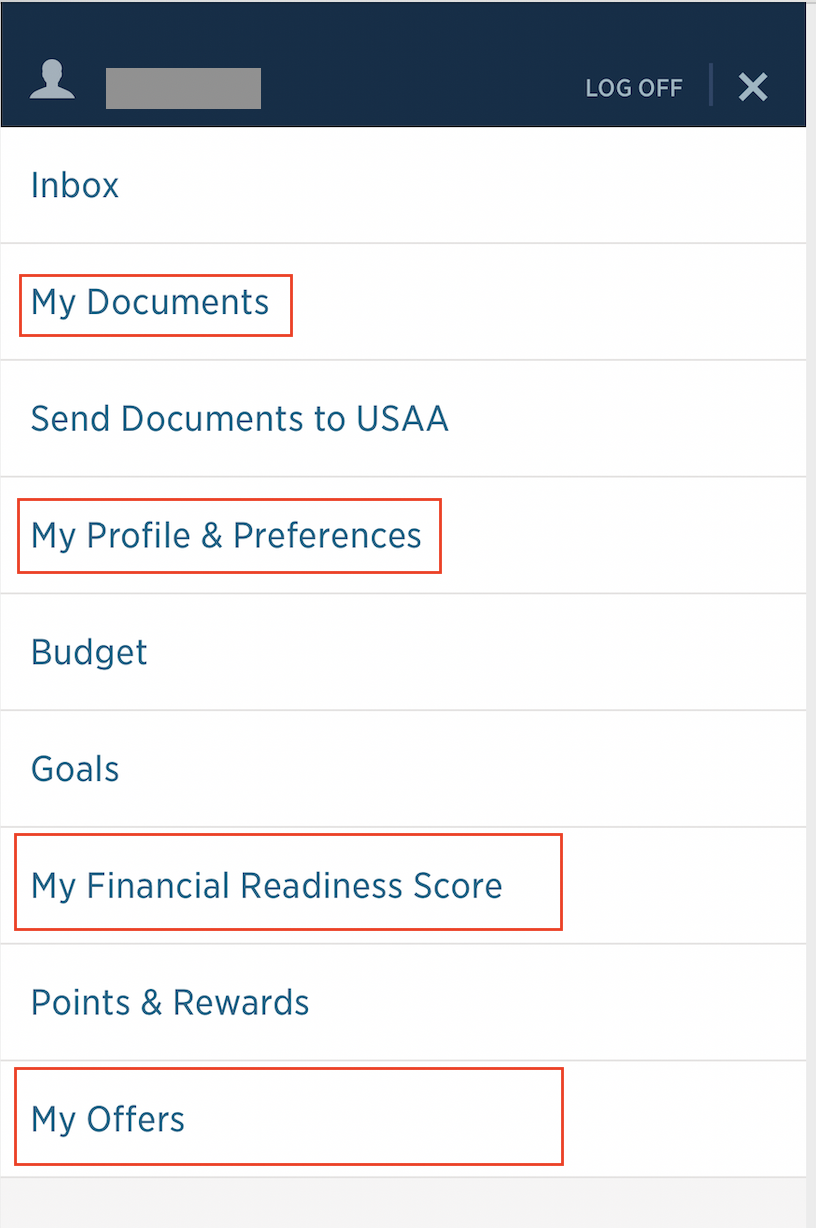 LOG OFF
Inbox
My Documents
Send Documents to USAA
My Profile & Preferences
Budget
Goals
My Financial Readiness Score
Points & Rewards
My Offers